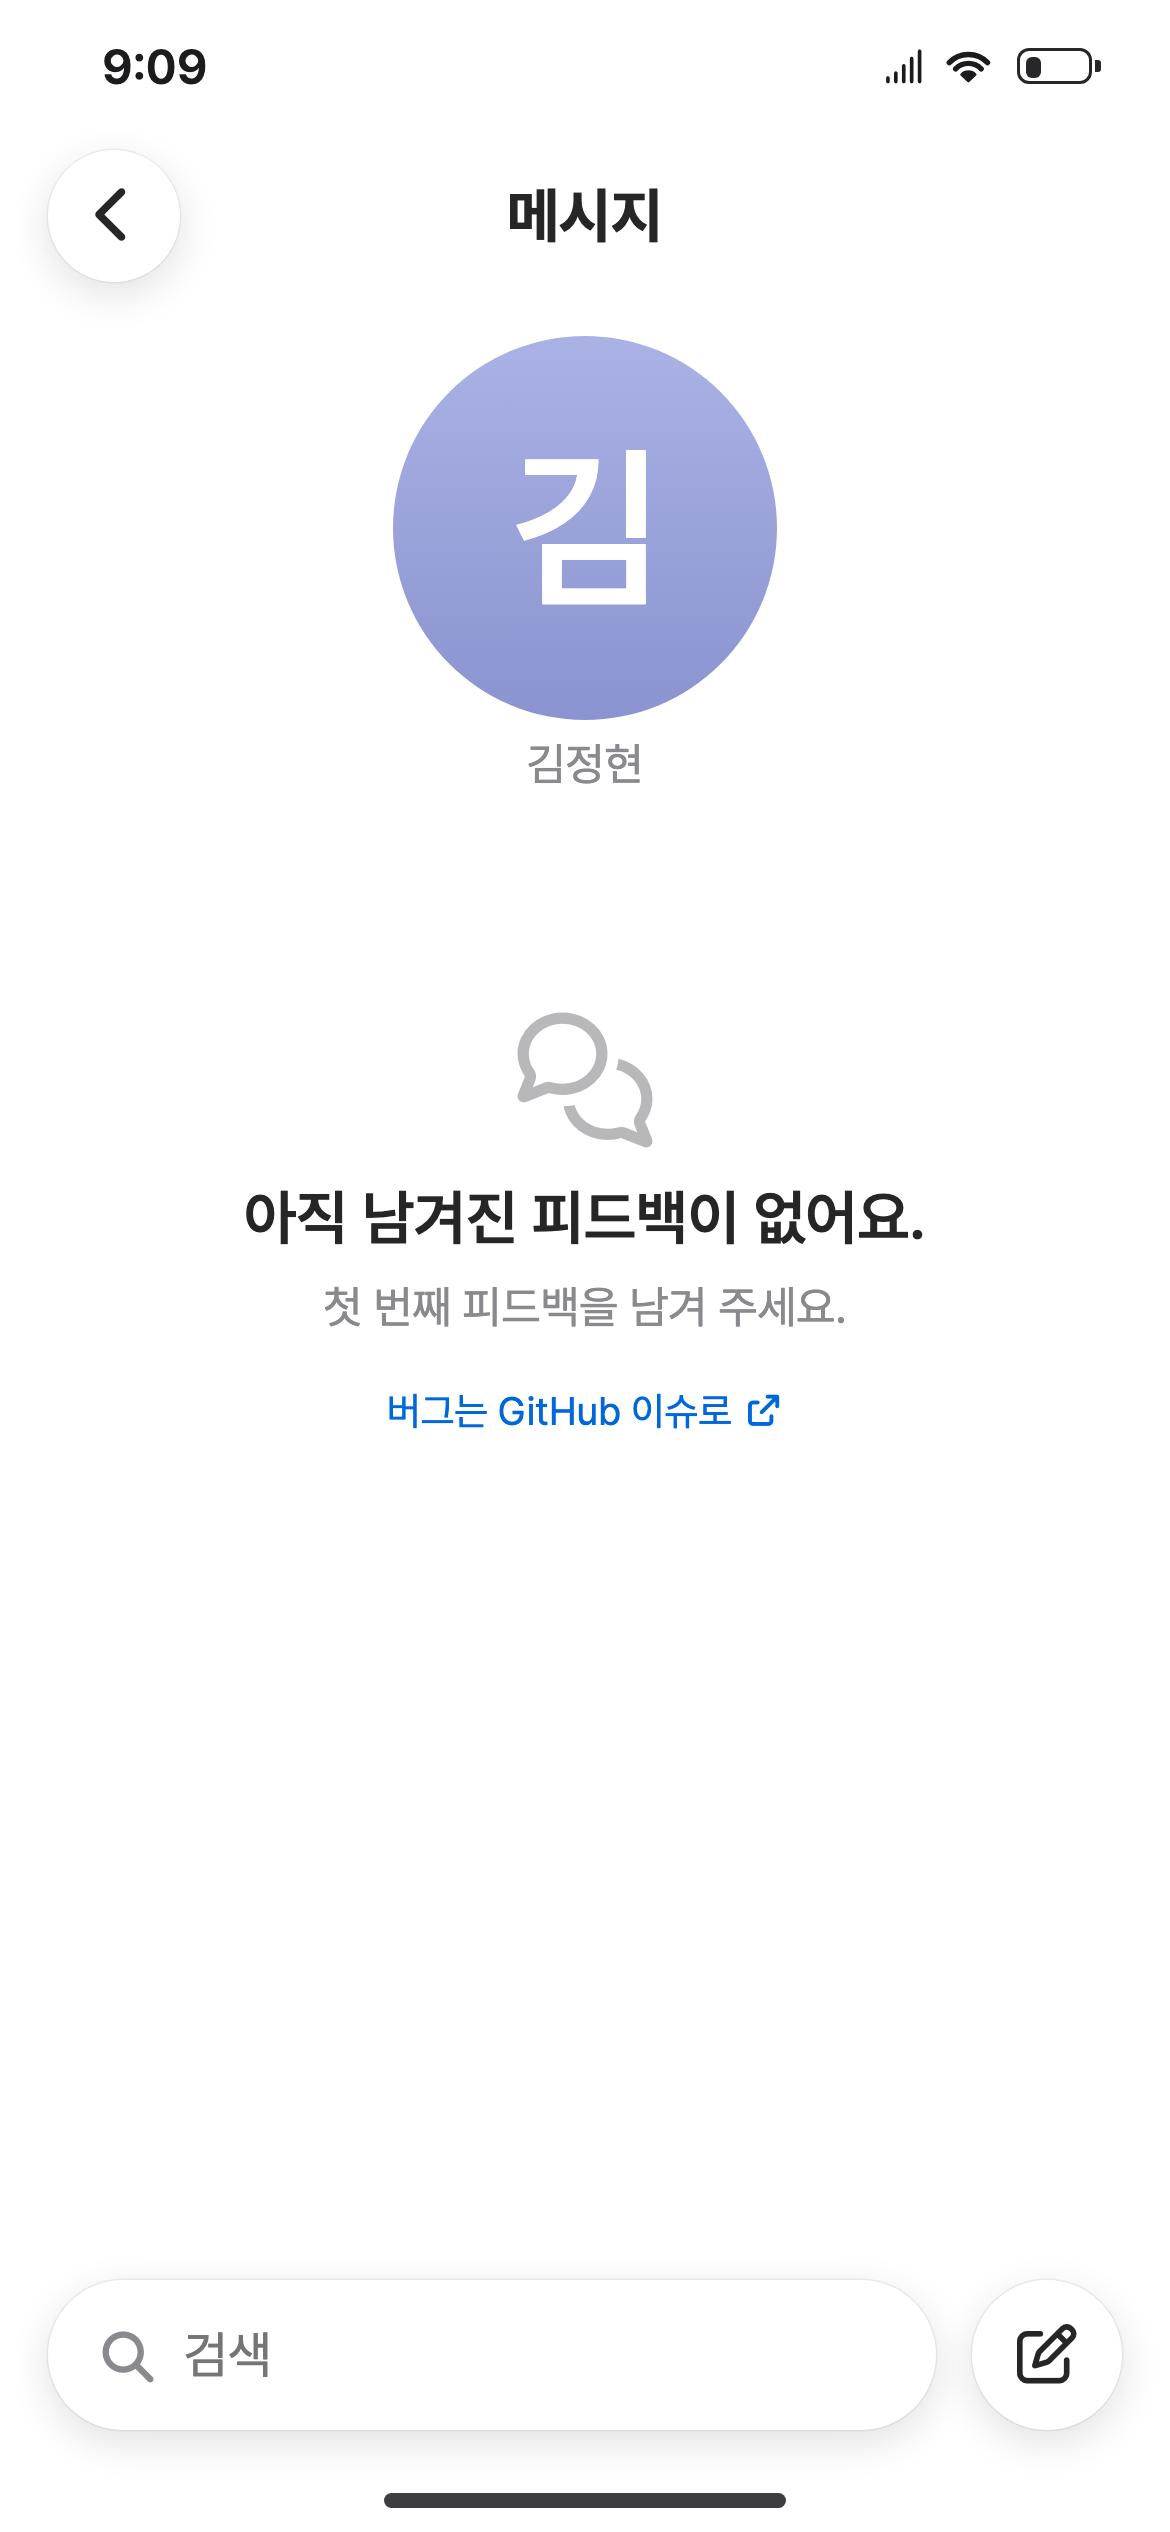 9:09
메시지
김
김정현
아직 남겨진 피드백이 없어요.
첫 번째 피드백을 남겨 주세요.
버그는 GitHub 이슈로
검색